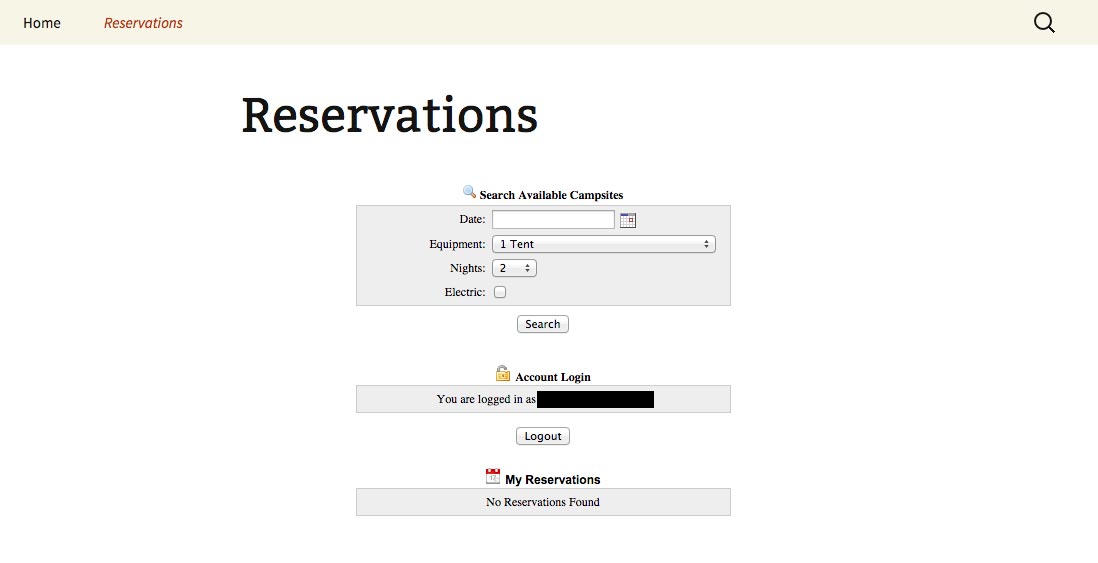 Home Reservations
Reservations
Search Available Campsites
Date:
Equipment: 1 Tent
Nights: 2
Electric:
Search
Account Login
You are logged in as
Logout
My Reservations
No Reservations Found